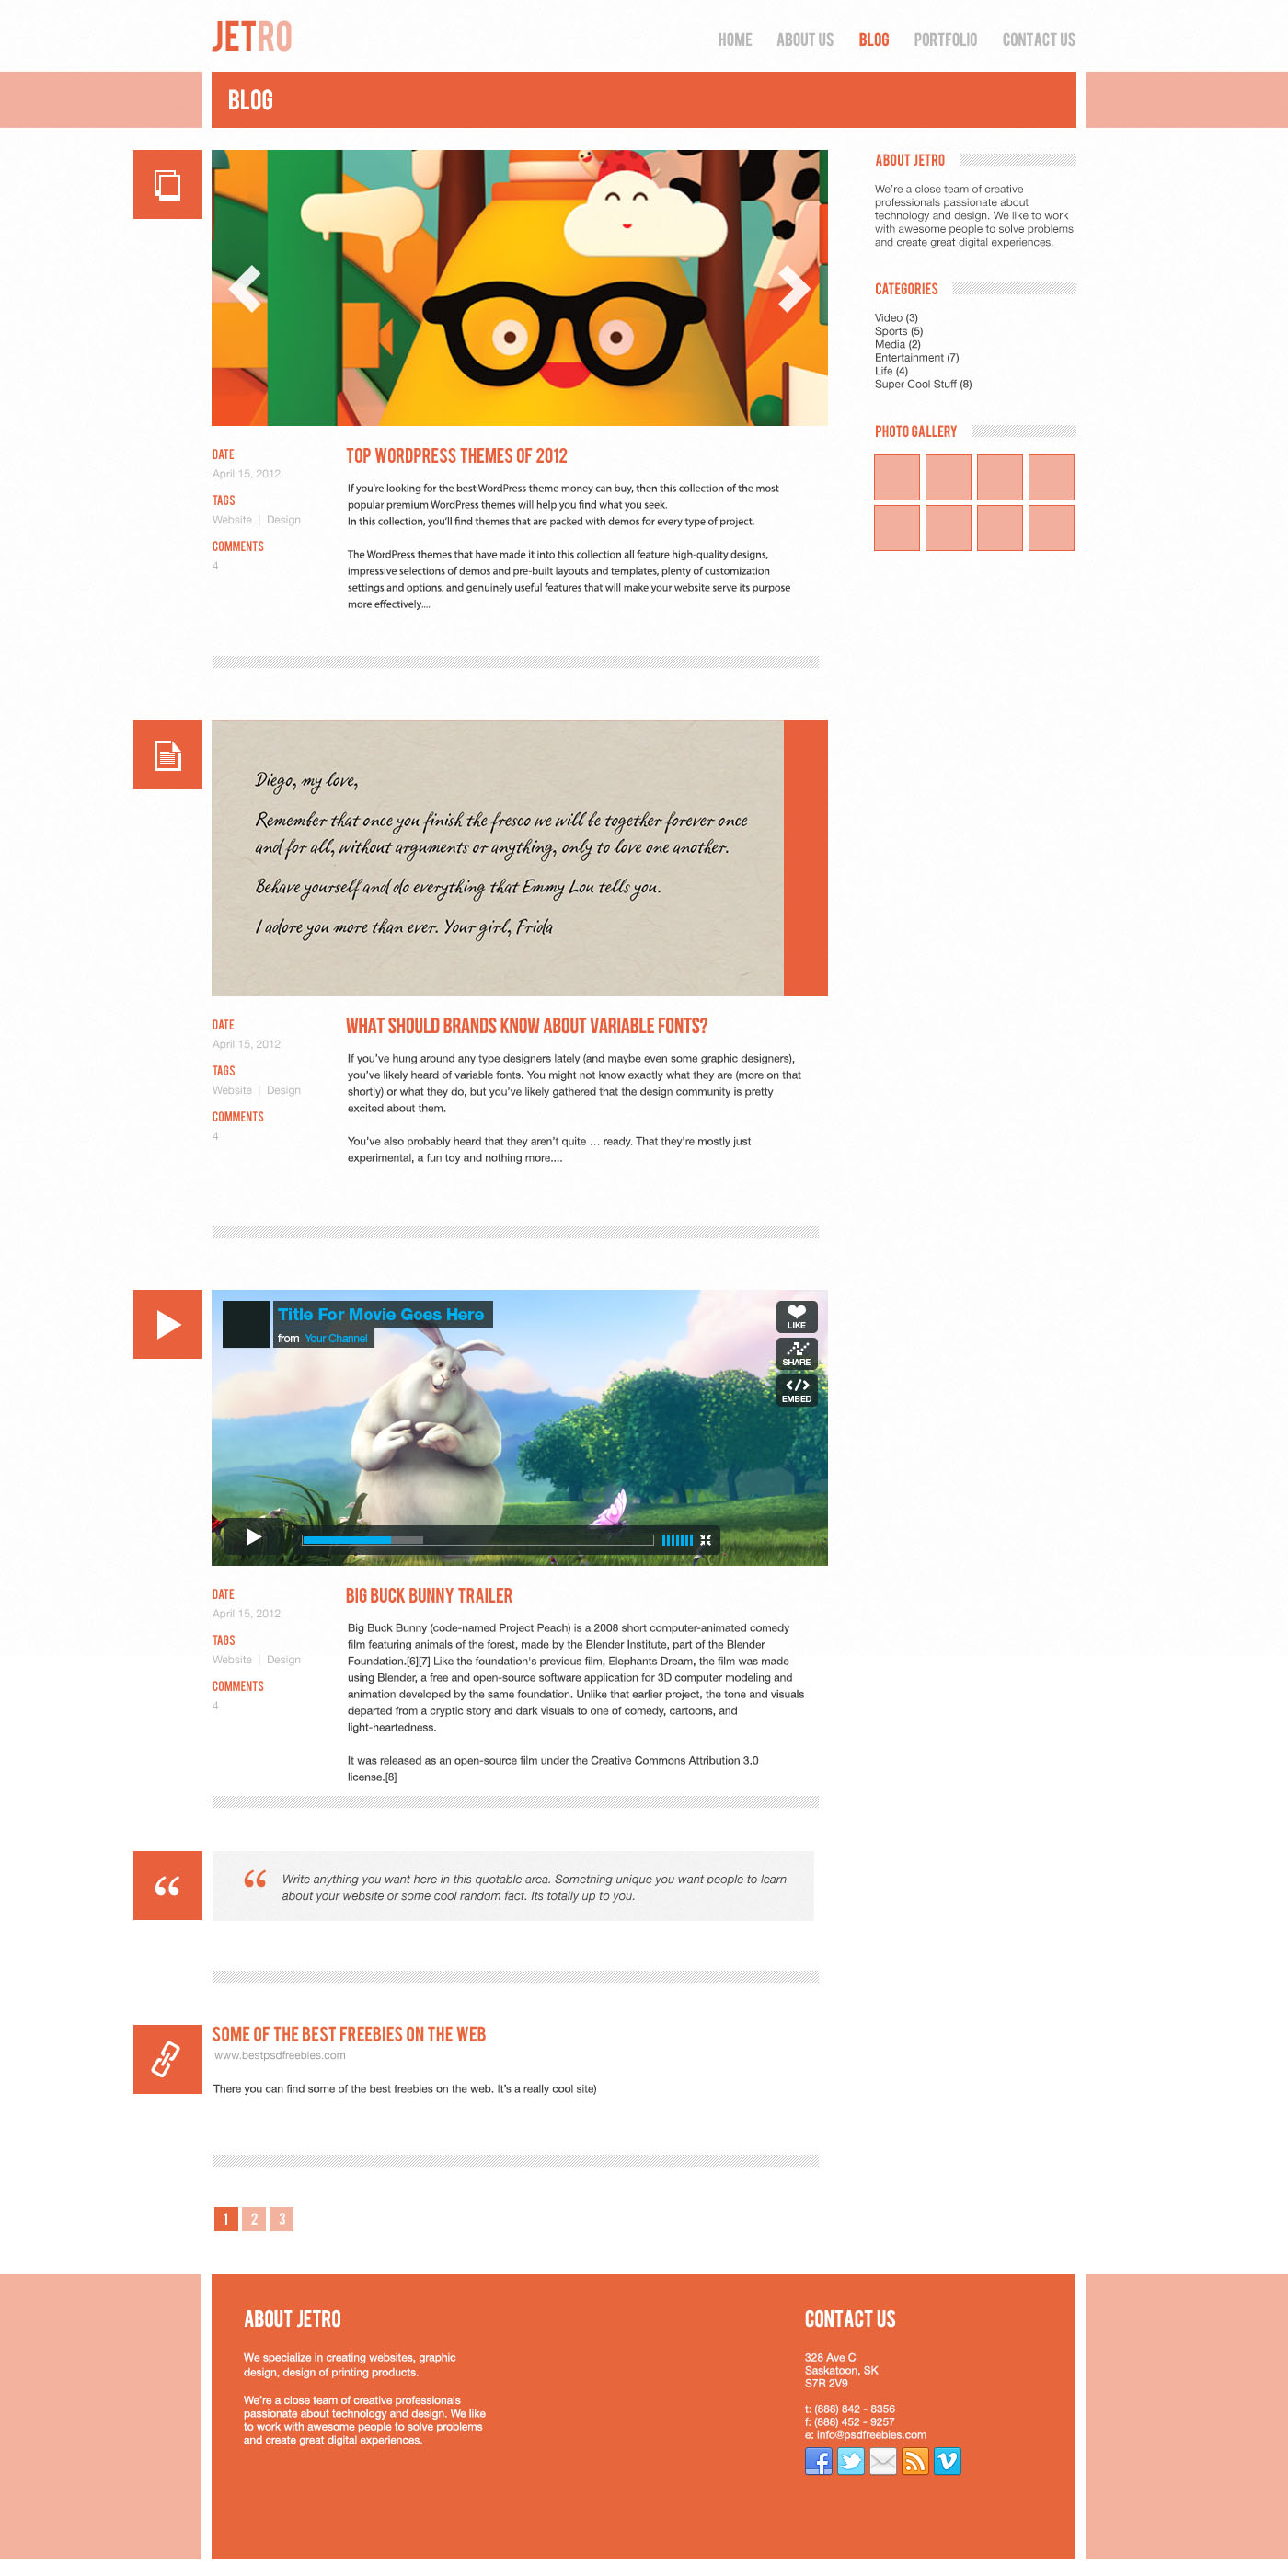 JETRO
HOME ABOUT US BLOG PORTFOLIO CONTACT US
BLOG
DATE
April 15, 2012
TAGS
Website | Design
COMMENTS
4
TOP WORDPRESS THEMES OF 2012
If you're looking for the best WordPress theme money can buy, then this collection of the most
popular premium WordPress themes will help you find what you seek.
In this collection, you'll find themes that are packed with demos for every type of project.
The WordPress themes that have made it into this collection all feature high-quality designs,
impressive selections of demos and pre-built layouts and templates, plenty of customization
settings and options, and genuinely useful features that will make your website serve its purpose
more effectively....
ABOUT JETRO
We're a close team of creative
professionals passionate about
technology and design. We like to work
with awesome people to solve problems
and create great digital experiences.
CATEGORIES
Video (3)
Sports (5)
Media (2)
Entertainment (7)
Life (4)
Super Cool Stuff (8)
PHOTO GALLERY
Diego, my love,
Remember that once you finish the fresco we will be together forever once
and for all, without arguments or anything, only to love one another.
Behave yourself and do everything that Emmy Lou tells you.
I adore you more than ever. Your girl, Frida
DATE
April 15, 2012
TAGS
Website | Design
COMMENTS
4
WHAT SHOULD BRANDS KNOW ABOUT VARIABLE FONTS?
If you've hung around any type designers lately (and maybe even some graphic designers),
you've likely heard of variable fonts. You might not know exactly what they are (more on that
shortly) or what they do, but you've likely gathered that the design community is pretty
excited about them.
You've also probably heard that they aren't quite … ready. That they're mostly just
experimental, a fun toy and nothing more....
Title For Movie Goes Here
from Your Channel
LIKE
SHARE
EMBED
DATE
April 15, 2012
TAGS
Website | Design
COMMENTS
4
BIG BUCK BUNNY TRAILER
Big Buck Bunny (code-named Project Peach) is a 2008 short computer-animated comedy
film featuring animals of the forest, made by the Blender Institute, part of the Blender
Foundation.[6][7] Like the foundation's previous film, Elephants Dream, the film was made
using Blender, a free and open-source software application for 3D computer modeling and
animation developed by the same foundation. Unlike that earlier project, the tone and visuals
departed from a cryptic story and dark visuals to one of comedy, cartoons, and
light-heartedness.
It was released as an open-source film under the Creative Commons Attribution 3.0
license.[8]
“ “ Write anything you want here in this quotable area. Something unique you want people to learn
about your website or some cool random fact. Its totally up to you.
SOME OF THE BEST FREEBIES ON THE WEB
www.bestpsdfreebies.com
There you can find some of the best freebies on the web. It's a really cool site)
1 2 3
ABOUT JETRO
We specialize in creating websites, graphic
design, design of printing products.
We're a close team of creative professionals
passionate about technology and design. We like
to work with awesome people to solve problems
and create great digital experiences.
CONTACT US
328 Ave C
Saskatoon, SK
S7R 2V9
t: (888) 842 - 8356
f: (888) 452 - 9257
e: info@psdfreebies.com